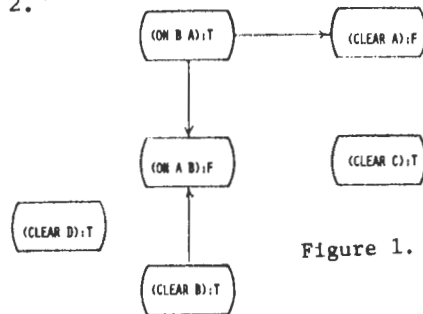 2.
(ON B A):T
(CLEAR A):F
(ON A B):F
(CLEAR C):T
(CLEAR D):T
Figure 1.
(CLEAR B):T